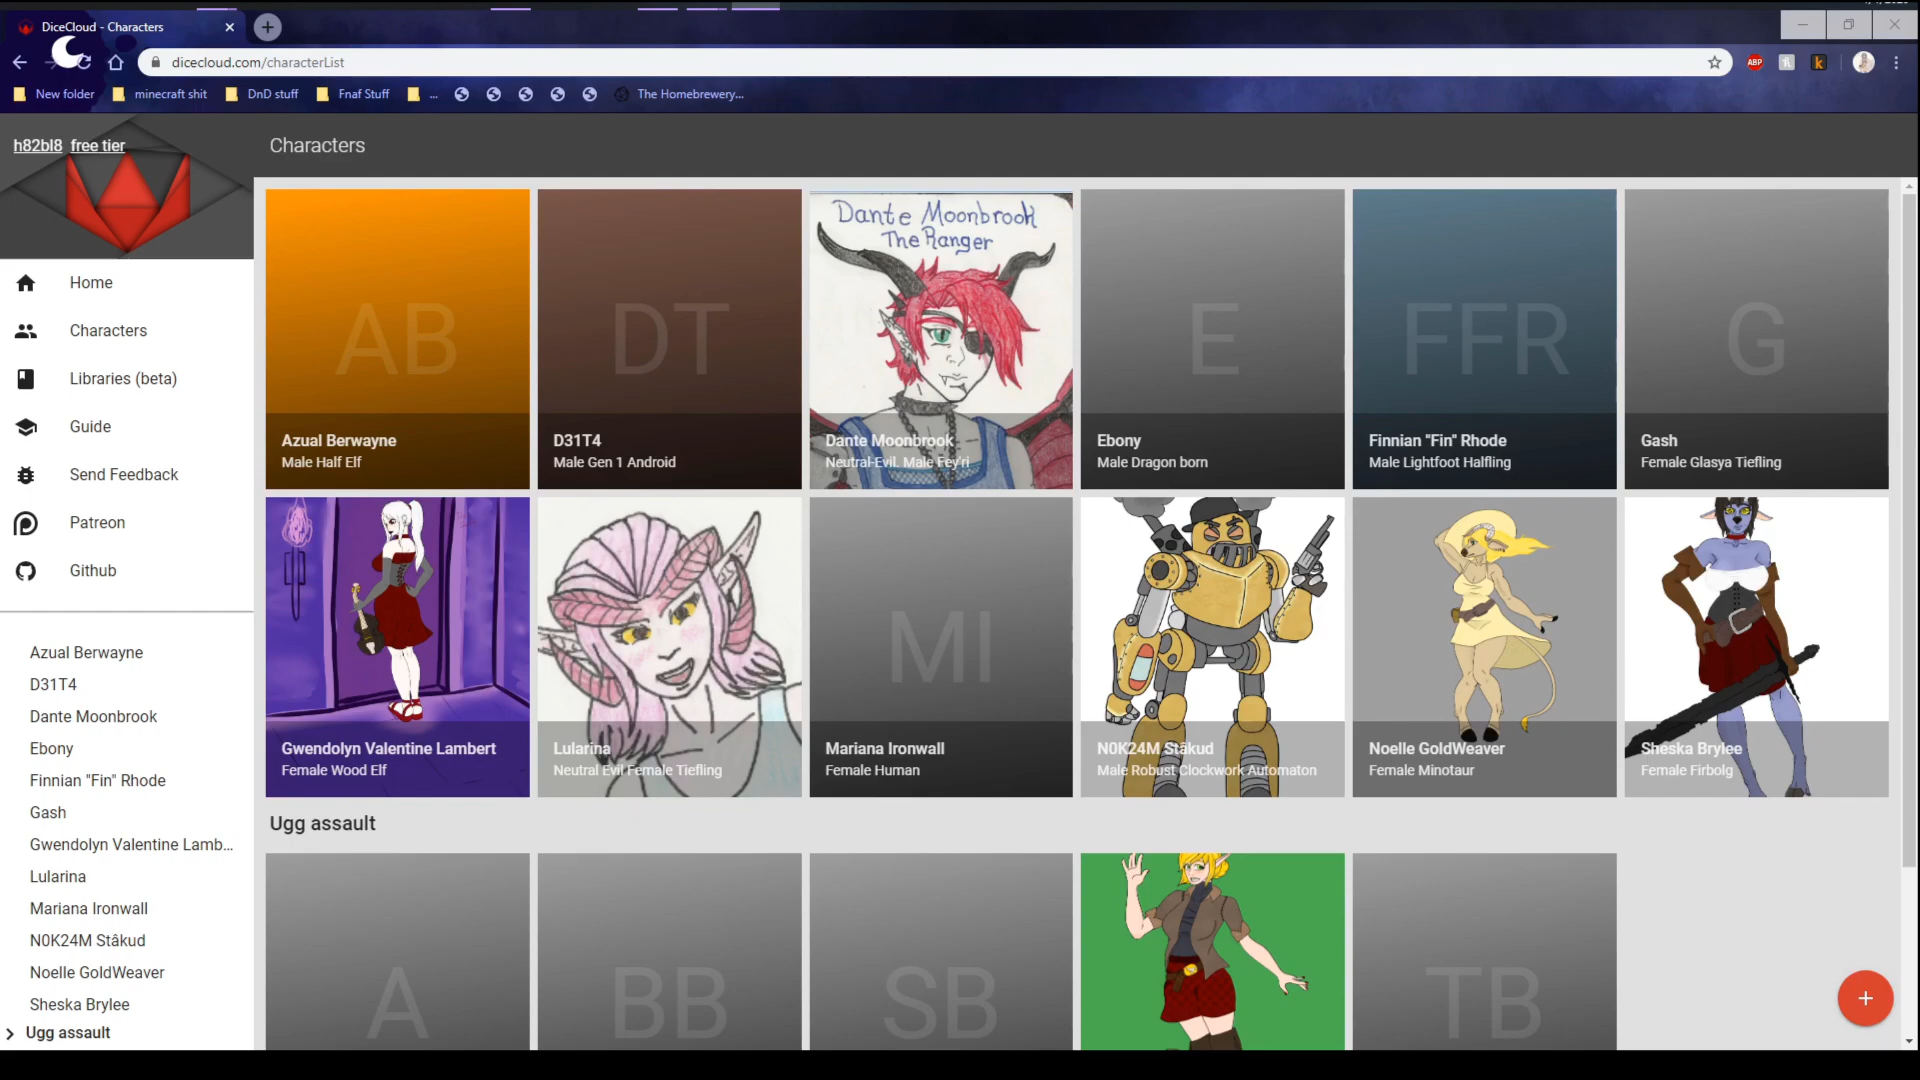 DiceCloud - Characters
dicecloud.com/characterList
ABP
k
New folder
minecraft shit
DnD stuff
Fnaf Stuff
...
The Homebrewery...
h82bl8 free tier
Characters
Home
Characters
Libraries (beta)
Guide
Send Feedback
Patreon
Github
Azual Berwayne
D31T4
Dante Moonbrook
Ebony
Finnian "Fin" Rhode
Gash
Gwendolyn Valentine Lamb...
Lularina
Mariana Ironwall
N0K24M Stâkud
Noelle GoldWeaver
Sheska Brylee
Ugg assault
AB
Azual Berwayne
Male Half Elf
DT
D31T4
Male Gen 1 Android
Dante Moonbrook
The Ranger
Dante Moonbrook
Neutral-Evil. Male Fey'ri
E
Ebony
Male Dragon born
FFR
Finnian "Fin" Rhode
Male Lightfoot Halfling
G
Gash
Female Glasya Tiefling
Gwendolyn Valentine Lambert
Female Wood Elf
Lularina
Neutral Evil Female Tiefling
MI
Mariana Ironwall
Female Human
N0K24M Stâkud
Male Robust Clockwork Automaton
Noelle GoldWeaver
Female Minotaur
Sheska Brylee
Female Firbolg
Ugg assault
A
BB
SB
TB